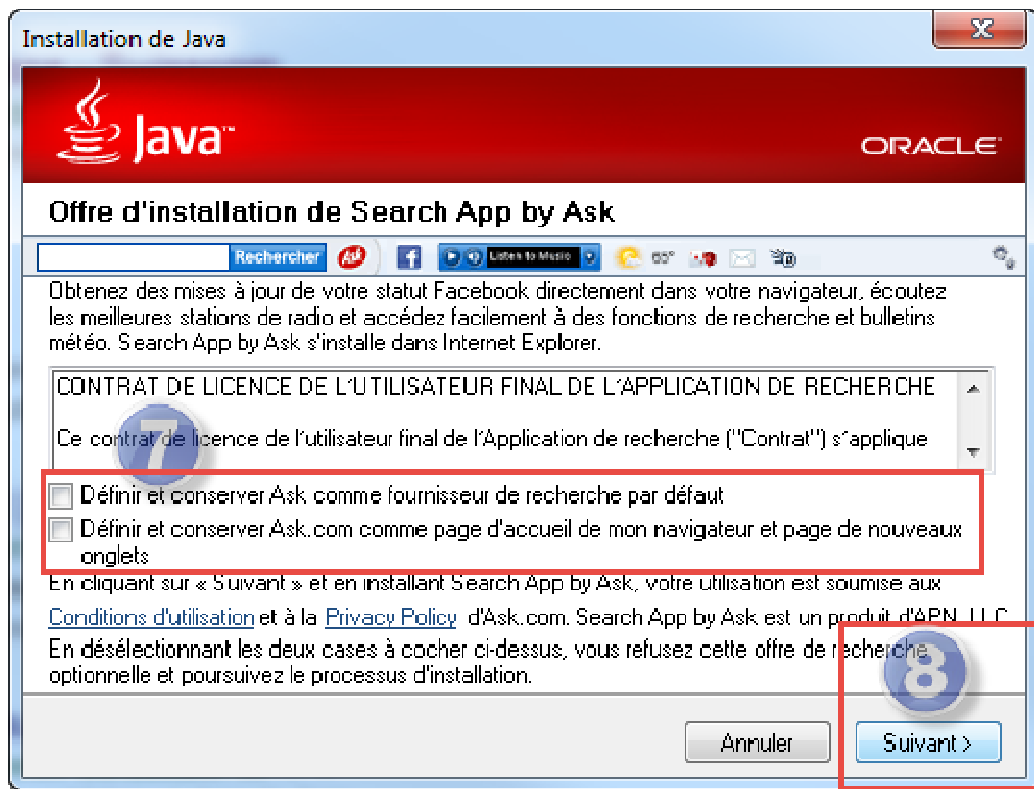 Installation de Java
Java™
ORACLE
Offre d'installation de Search App by Ask
Rechercher Ask f Listen to Music
Obtenez des mises à jour de votre statut Facebook directement dans votre navigateur, écoutez
les meilleures stations de radio et accédez facilement à des fonctions de recherche et bulletins
météo. Search App by Ask s'installe dans Internet Explorer.
CONTRAT DE LICENCE DE L'UTILISATEUR FINAL DE L'APPLICATION DE RECHERCHE
Ce contrat de licence de l'utilisateur final de l'Application de recherche ("Contrat") s'applique
7
Définir et conserver Ask comme fournisseur de recherche par défaut
Définir et conserver Ask.com comme page d'accueil de mon navigateur et page de nouveaux
onglets
En cliquant sur « Suivant » et en installant Search App by Ask, votre utilisation est soumise aux
Conditions d'utilisation et à la Privacy Policy d'Ask.com. Search App by Ask est un produit d'APN, LLC
En désélectionnant les deux cases à cocher ci-dessus, vous refusez cette offre de recherche
optionnelle et poursuivez le processus d'installation.
8
Annuler
Suivant >